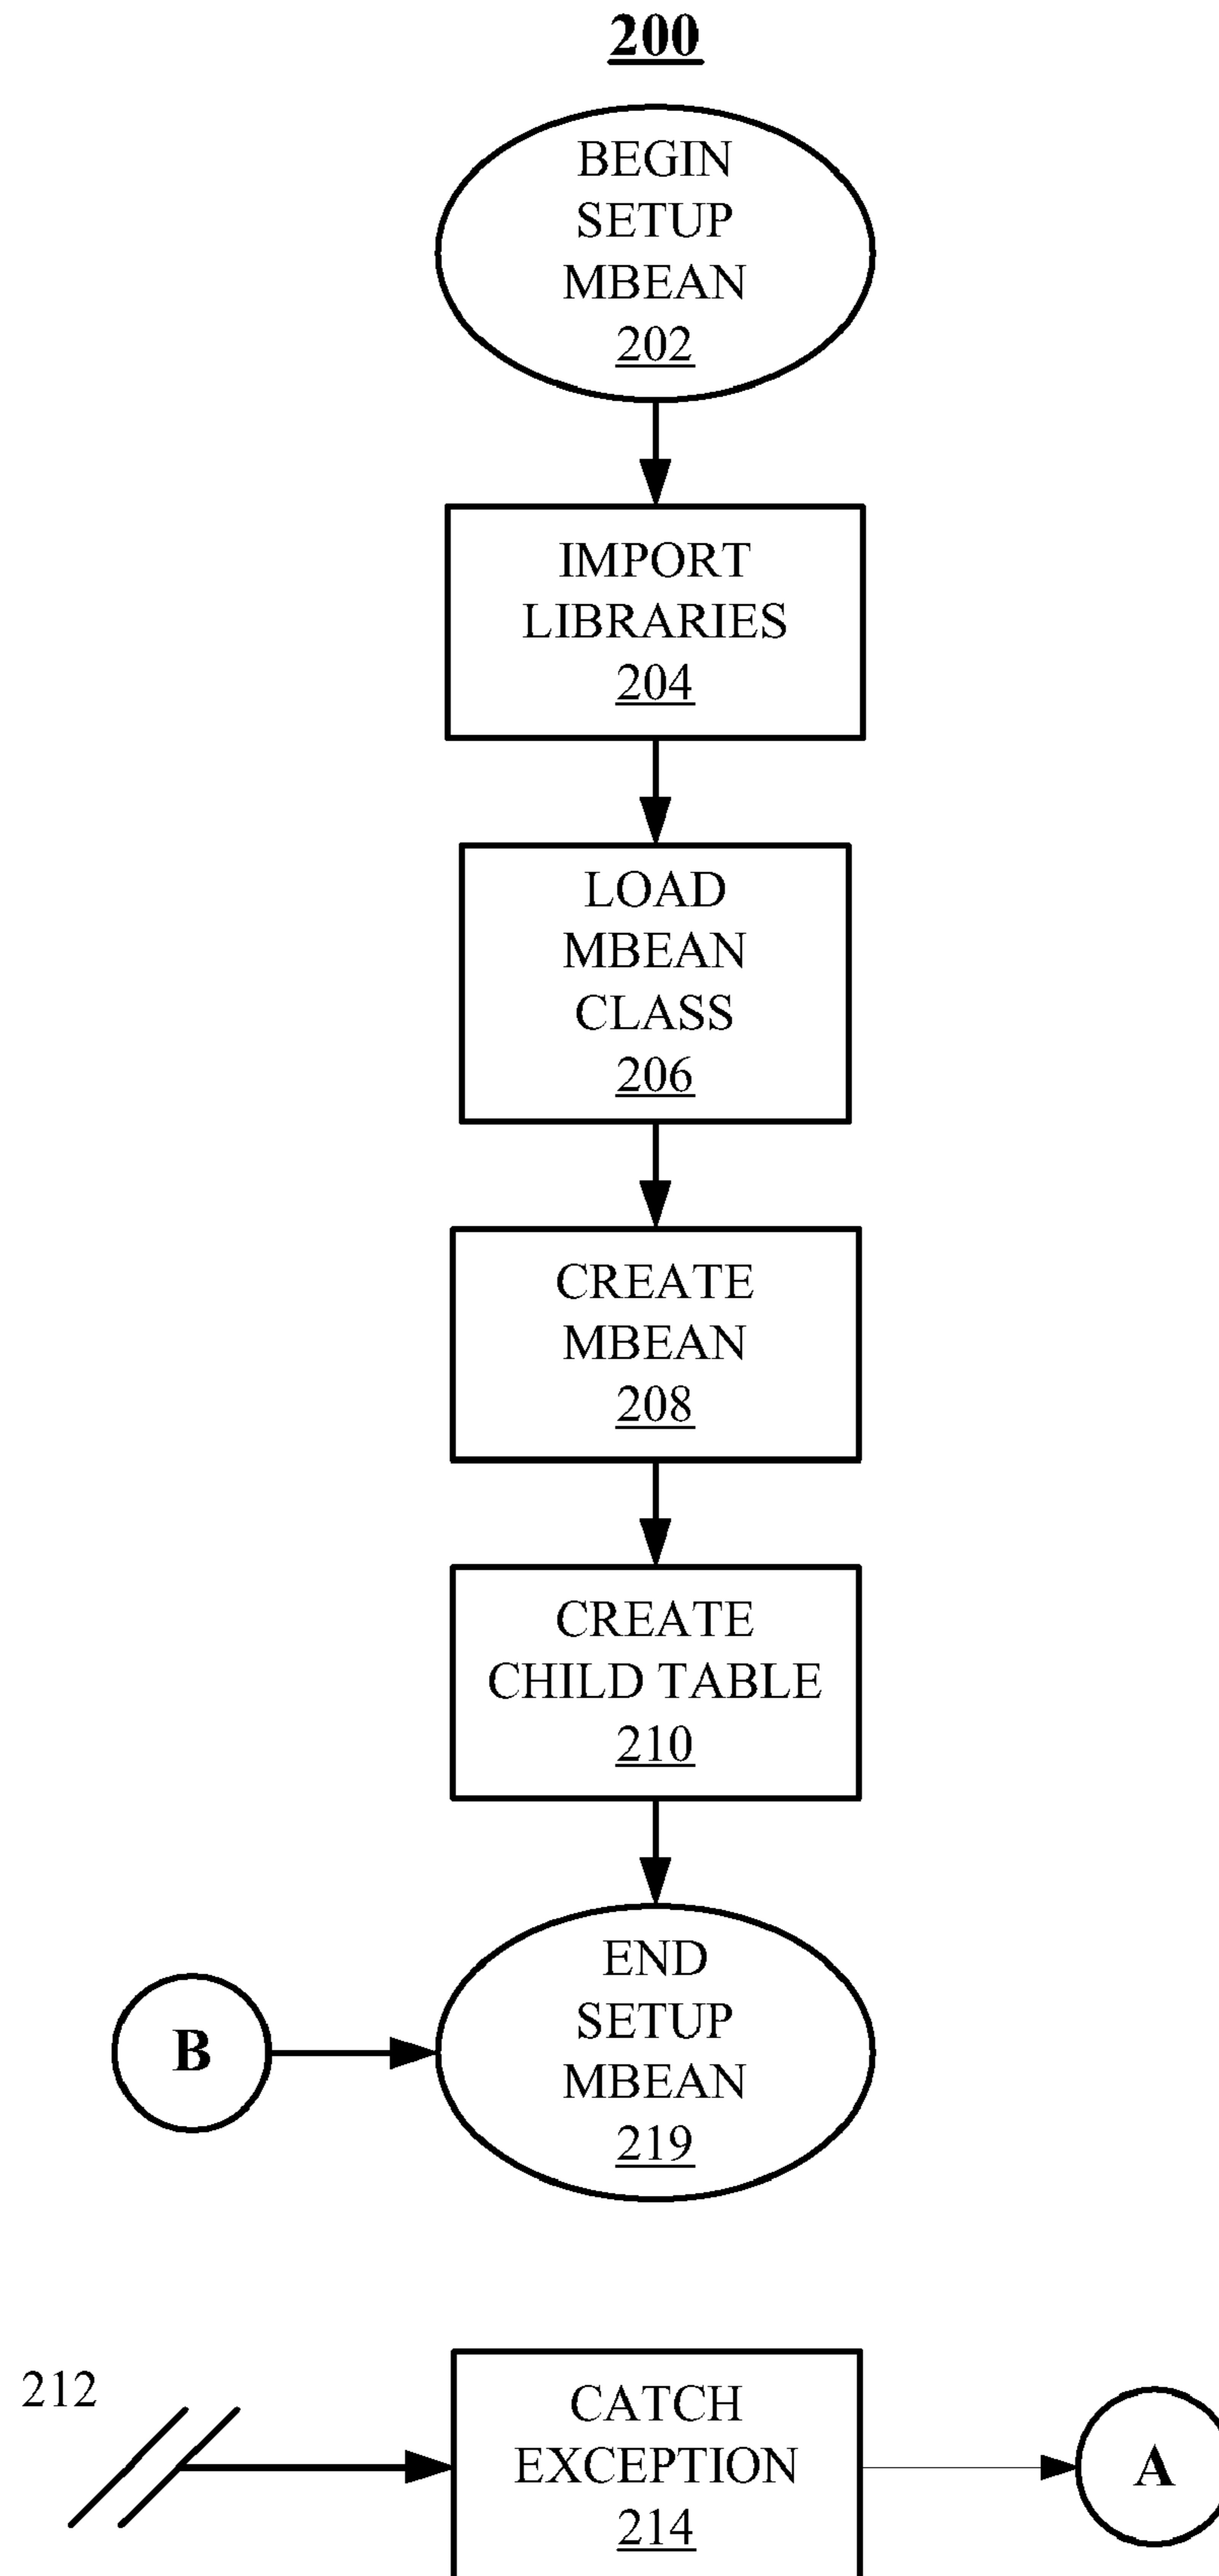 200
BEGIN
SETUP
MBEAN
202
IMPORT
LIBRARIES
204
LOAD
MBEAN
CLASS
206
CREATE
MBEAN
208
CREATE
CHILD TABLE
210
END
SETUP
MBEAN
219
B
212
CATCH
EXCEPTION
214
A